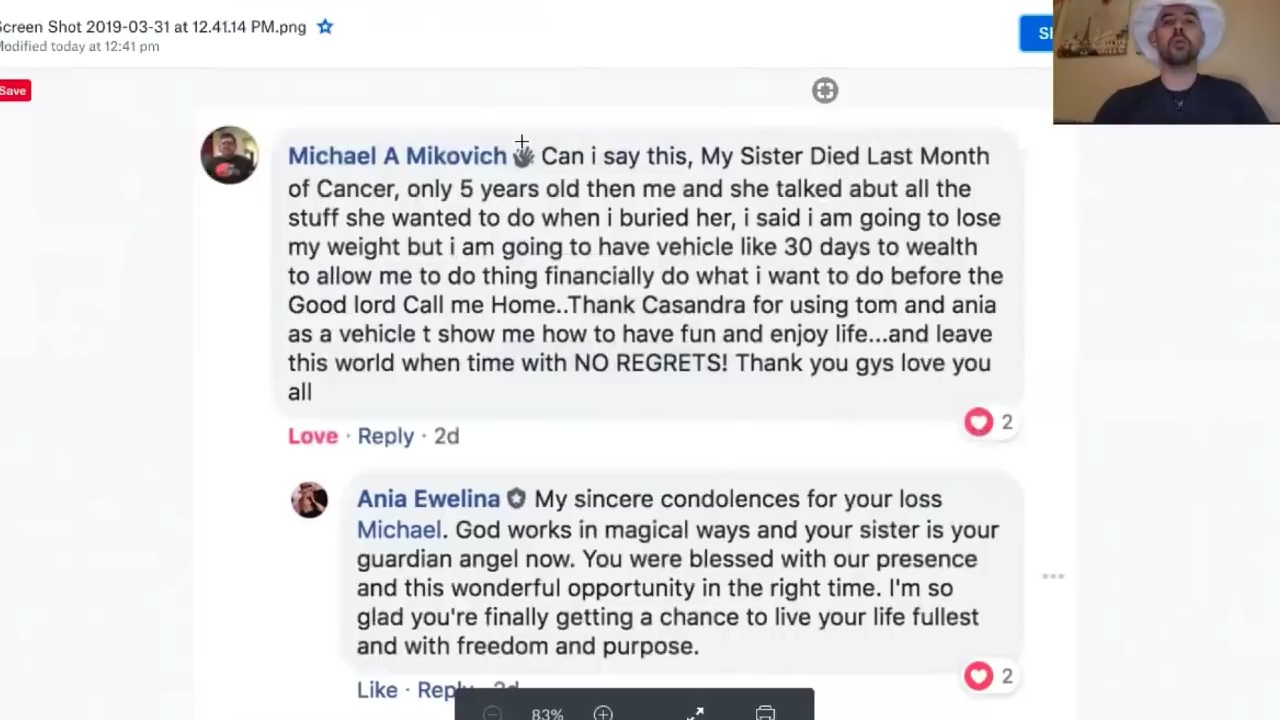 Screen Shot 2019-03-31 at 12.41.14 PM.png
Modified today at 12:41 pm
Save
Michael A Mikovich Can i say this, My Sister Died Last Month
of Cancer, only 5 years old then me and she talked abut all the
stuff she wanted to do when i buried her, i said i am going to lose
my weight but i am going to have vehicle like 30 days to wealth
to allow me to do thing financially do what i want to do before the
Good lord Call me Home..Thank Casandra for using tom and ania
as a vehicle t show me how to have fun and enjoy life...and leave
this world when time with NO REGRETS! Thank you gys love you
all
2
Love · Reply · 2d
Ania Ewelina My sincere condolences for your loss
Michael. God works in magical ways and your sister is your
guardian angel now. You were blessed with our presence
and this wonderful opportunity in the right time. I'm so
glad you're finally getting a chance to live your life fullest
and with freedom and purpose.
2
Like · Reply · 2d
83%